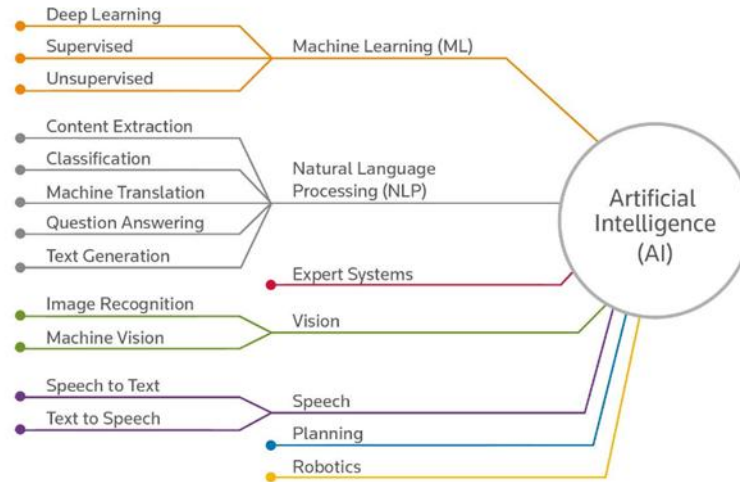 Deep Learning
Supervised
Unsupervised
Machine Learning (ML)
Content Extraction
Classification
Machine Translation
Question Answering
Text Generation
Natural Language
Processing (NLP)
Expert Systems
Image Recognition
Machine Vision
Vision
Speech to Text
Text to Speech
Speech
Planning
Robotics
Artificial
Intelligence
(AI)